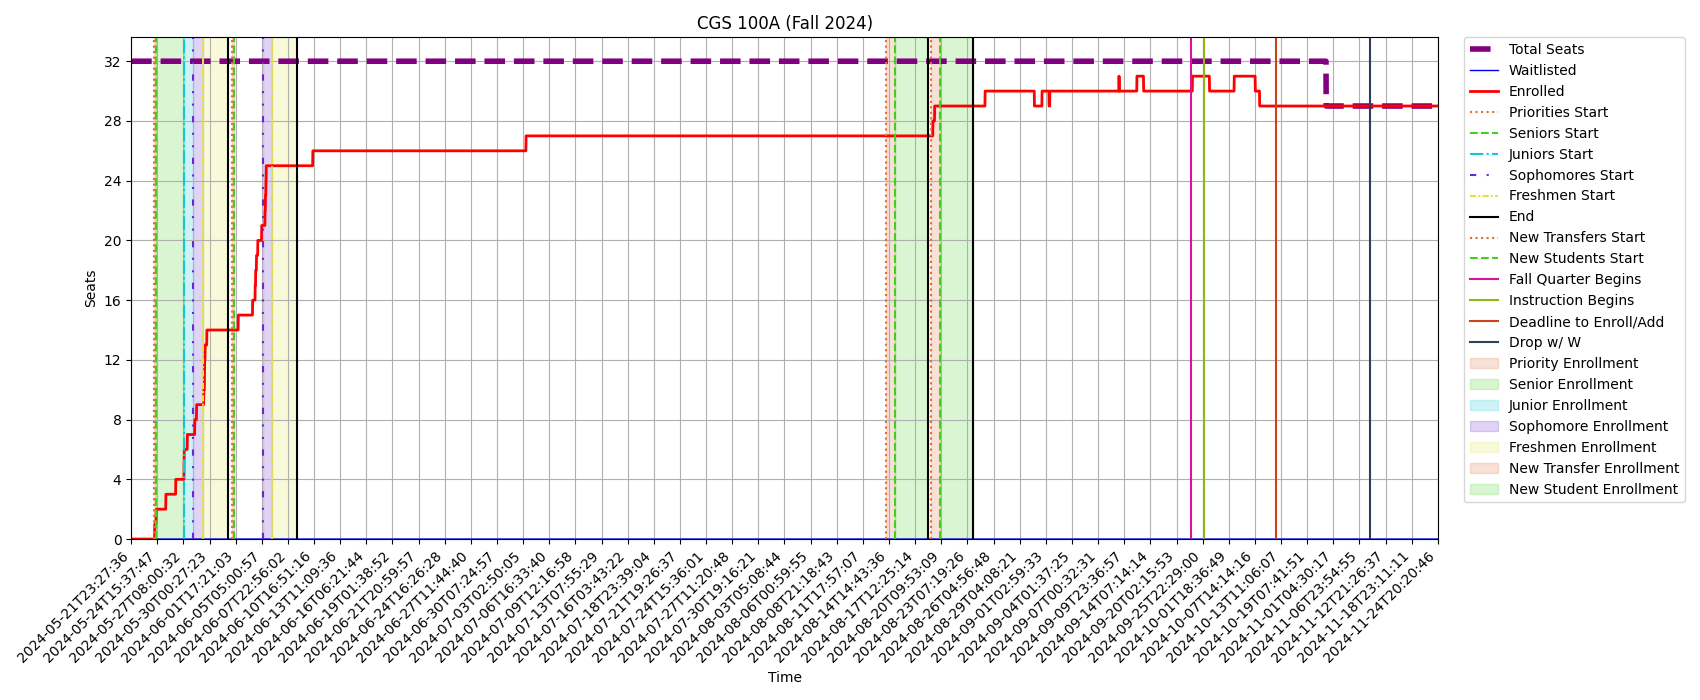 CGS 100A (Fall 2024)
Seats
32
28
24
20
16
12
8
4
0
2024-05-21T23:27:36
2024-05-24T15:37:47
2024-05-27T08:00:32
2024-05-30T00:27:23
2024-06-01T17:21:03
2024-06-05T05:00:57
2024-06-07T22:56:02
2024-06-10T16:51:16
2024-06-13T11:09:36
2024-06-16T06:21:44
2024-06-19T01:38:52
2024-06-21T20:59:57
2024-06-24T16:26:28
2024-06-27T11:44:40
2024-06-30T07:24:57
2024-07-03T02:50:05
2024-07-06T16:33:40
2024-07-09T12:16:58
2024-07-13T07:55:29
2024-07-16T03:43:22
2024-07-18T23:39:04
2024-07-21T19:26:37
2024-07-24T15:36:01
2024-07-27T11:20:48
2024-07-30T19:16:21
2024-08-03T05:08:44
2024-08-06T00:59:55
2024-08-08T21:18:43
2024-08-11T17:57:07
2024-08-14T14:43:36
2024-08-17T12:25:14
2024-08-20T09:53:09
2024-08-23T07:19:26
2024-08-26T04:56:48
2024-08-29T04:08:21
2024-09-01T02:59:33
2024-09-04T01:37:25
2024-09-07T00:32:31
2024-09-09T23:36:57
2024-09-14T07:14:14
2024-09-20T02:15:53
2024-09-25T22:29:00
2024-10-01T18:36:49
2024-10-07T14:14:16
2024-10-13T11:06:07
2024-10-19T07:41:51
2024-11-01T04:30:17
2024-11-06T23:54:55
2024-11-12T21:26:37
2024-11-18T23:11:11
2024-11-24T20:20:46
Time
Total Seats
Waitlisted
Enrolled
Priorities Start
Seniors Start
Juniors Start
Sophomores Start
Freshmen Start
End
New Transfers Start
New Students Start
Fall Quarter Begins
Instruction Begins
Deadline to Enroll/Add
Drop w/ W
Priority Enrollment
Senior Enrollment
Junior Enrollment
Sophomore Enrollment
Freshmen Enrollment
New Transfer Enrollment
New Student Enrollment